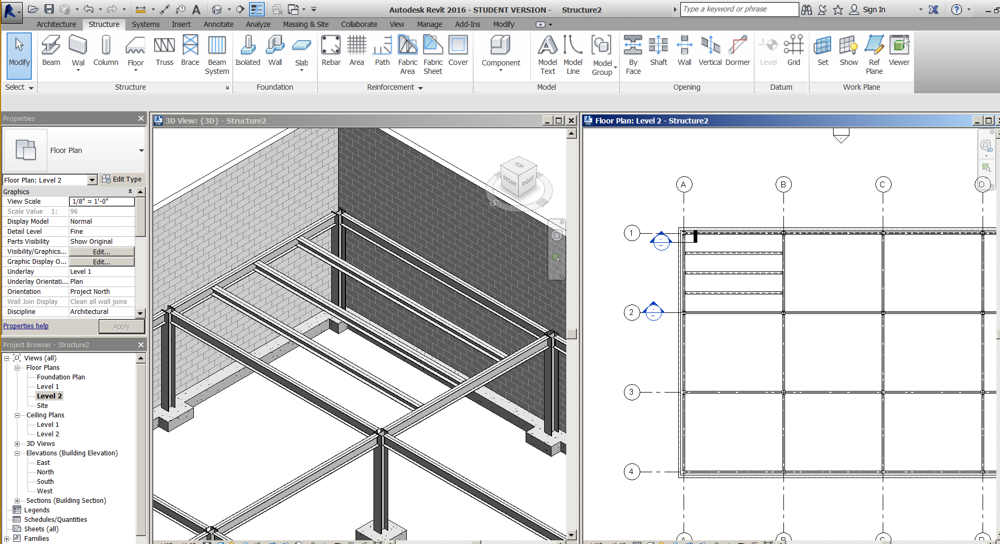 Autodesk Revit 2016 - STUDENT VERSION - Structure2
Type a keyword or phrase
Sign In
Architecture Structure Systems Insert Annotate Analyze Massing & Site Collaborate View Manage Add-Ins Modify
Modify
Beam Wall Column Floor Truss Brace Beam System
Isolated Wall Slab
Rebar Area Path Fabric Area Fabric Sheet Cover
Component Model Text Model Line Model Group
By Face Shaft Wall Vertical Dormer
Level Grid
Set Show Ref Plane Viewer
Select Structure Foundation Reinforcement Model Opening Datum Work Plane
Properties
Floor Plan
Floor Plan: Level 2 Edit Type
Graphics
View Scale 1/8" = 1'-0"
Scale Value 1: 96
Display Model Normal
Detail Level Fine
Parts Visibility Show Original
Visibility/Graphics... Edit...
Graphic Display O... Edit...
Underlay Level 1
Underlay Orientati... Plan
Orientation Project North
Wall Join Display Clean all wall joins
Discipline Architectural
Properties help Apply
Project Browser - Structure2
Views (all)
Floor Plans
Foundation Plan
Level 1
Level 2
Site
Ceiling Plans
Level 1
Level 2
3D Views
Elevations (Building Elevation)
East
North
South
West
Sections (Building Section)
Legends
Schedules/Quantities
Sheets (all)
Families
3D View: {3D} - Structure2
TOP
FRONT
RIGHT
S
Floor Plan: Level 2 - Structure2
2D
A B C D
1
2
3
4
A B C